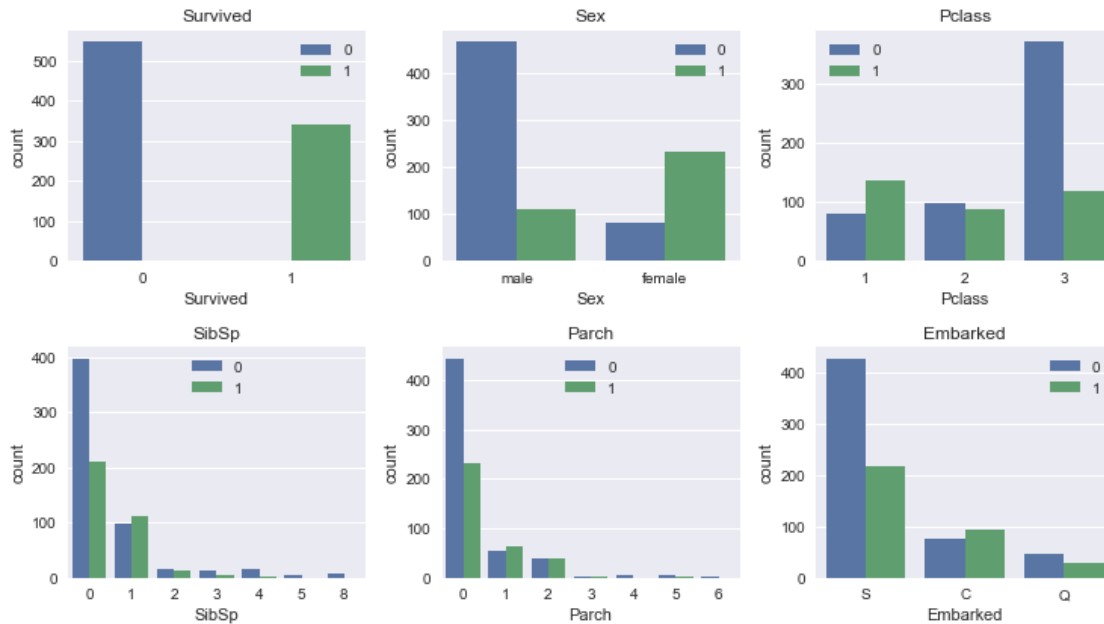 Survived
500
400
300
200
100
0
count
0
1
0 1
Survived
Sex
400
300
200
100
0
count
0
1
male female
Sex
Pclass
300
200
100
0
count
0
1
1 2 3
Pclass
SibSp
400
300
200
100
0
count
0
1
0 1 2 3 4 5 8
SibSp
Parch
400
300
200
100
0
count
0
1
0 1 2 3 4 5 6
Parch
Embarked
400
300
200
100
0
count
0
1
S C Q
Embarked